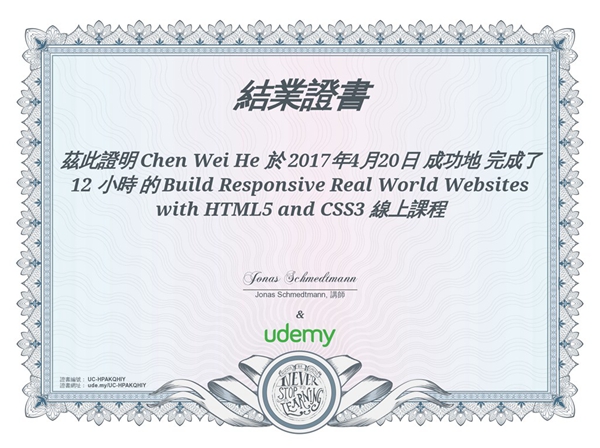 結業證書
茲此證明 Chen Wei He 於 2017年4月20日 成功地 完成了
12 小時 的 Build Responsive Real World Websites
with HTML5 and CSS3 線上課程
Jonas Schmedtmann
Jonas Schmedtmann, 講師
&
udemy
證書編號： UC-HPAKQHIY
證書網址： ude.my/UC-HPAKQHIY
NEVER
STOP
LEARNING